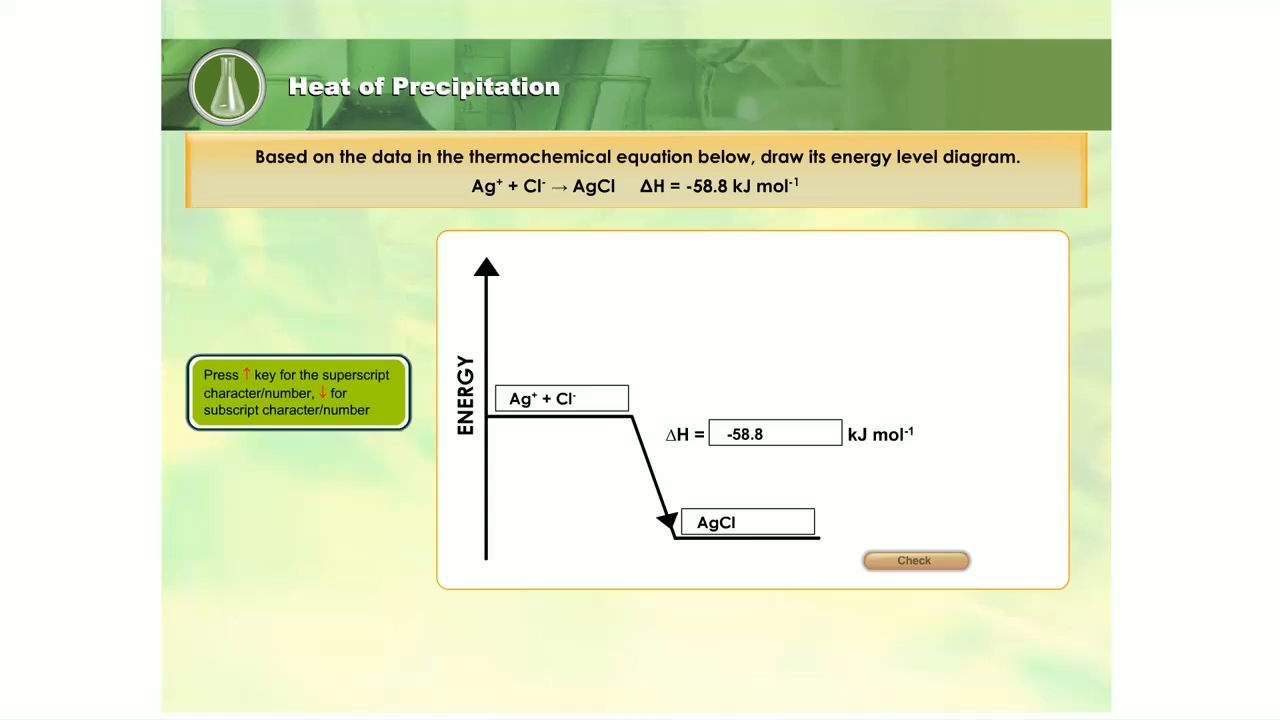 Heat of Precipitation
Based on the data in the thermochemical equation below, draw its energy level diagram.
Ag⁺ + Cl⁻ → AgCl ΔH = -58.8 kJ mol⁻¹
Press ↑ key for the superscript
character/number, ↓ for
subscript character/number
ENERGY
Ag⁺ + Cl⁻
ΔH = -58.8 kJ mol⁻¹
AgCl
Check